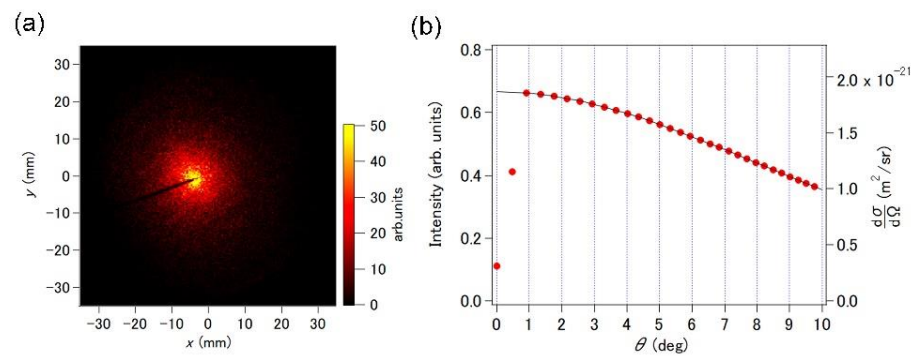 (a)
30
20
10
0
−10
−20
−30
y (mm)
−30 −20 −10 0 10 20 30
x (mm)
50
40
30
20
10
0
arb.units
(b)
0.8
0.6
0.4
0.2
0.0
Intensity (arb. units)
0 1 2 3 4 5 6 7 8 9 10
θ (deg)
2.0 x 10⁻²¹
1.5
1.0
0.5
0.0
dσ/dΩ (m²/sr)